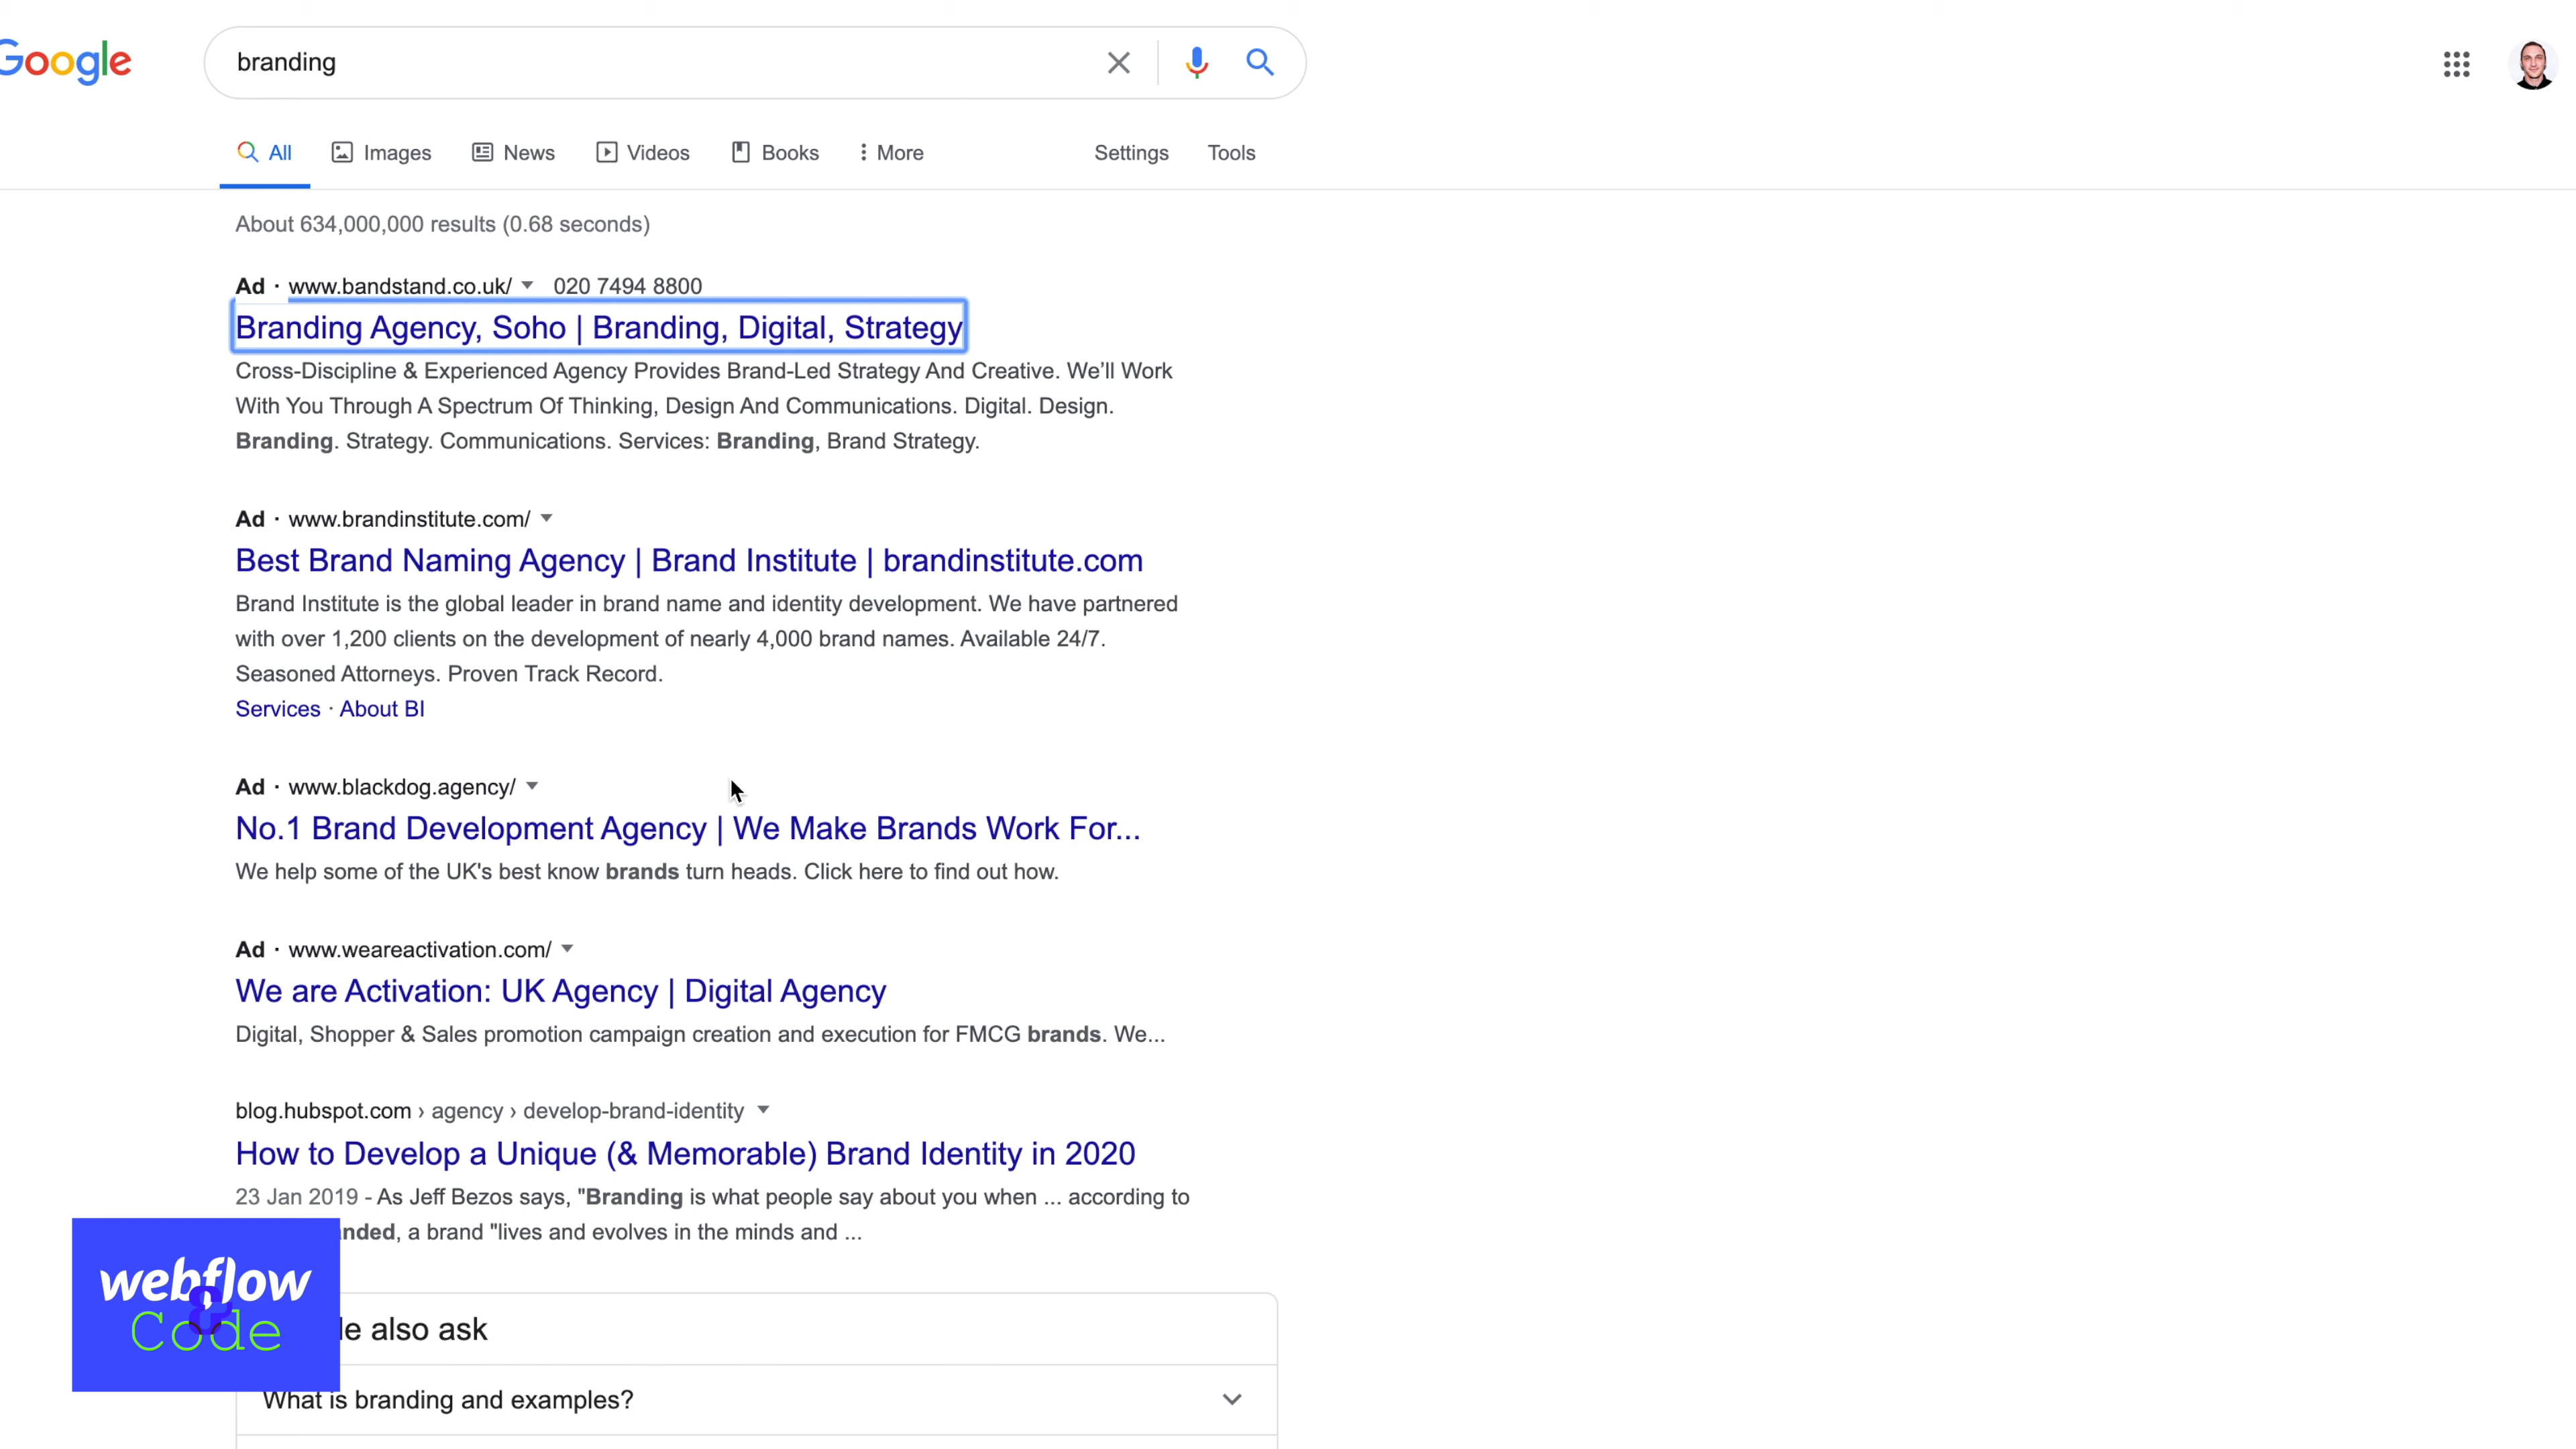 Google
branding
All Images News Videos Books More Settings Tools
About 634,000,000 results (0.68 seconds)
Ad · www.bandstand.co.uk/ 020 7494 8800
Branding Agency, Soho | Branding, Digital, Strategy
Cross-Discipline & Experienced Agency Provides Brand-Led Strategy And Creative. We’ll Work
With You Through A Spectrum Of Thinking, Design And Communications. Digital. Design.
Branding. Strategy. Communications. Services: Branding, Brand Strategy.
Ad · www.brandinstitute.com/
Best Brand Naming Agency | Brand Institute | brandinstitute.com
Brand Institute is the global leader in brand name and identity development. We have partnered
with over 1,200 clients on the development of nearly 4,000 brand names. Available 24/7.
Seasoned Attorneys. Proven Track Record.
Services · About BI
Ad · www.blackdog.agency/
No.1 Brand Development Agency | We Make Brands Work For...
We help some of the UK's best know brands turn heads. Click here to find out how.
Ad · www.weareactivation.com/
We are Activation: UK Agency | Digital Agency
Digital, Shopper & Sales promotion campaign creation and execution for FMCG brands. We...
blog.hubspot.com › agency › develop-brand-identity
How to Develop a Unique (& Memorable) Brand Identity in 2020
23 Jan 2019 - As Jeff Bezos says, "Branding is what people say about you when ... according to
nded, a brand "lives and evolves in the minds and ...
webflow
&
Code
le also ask
What is branding and examples?